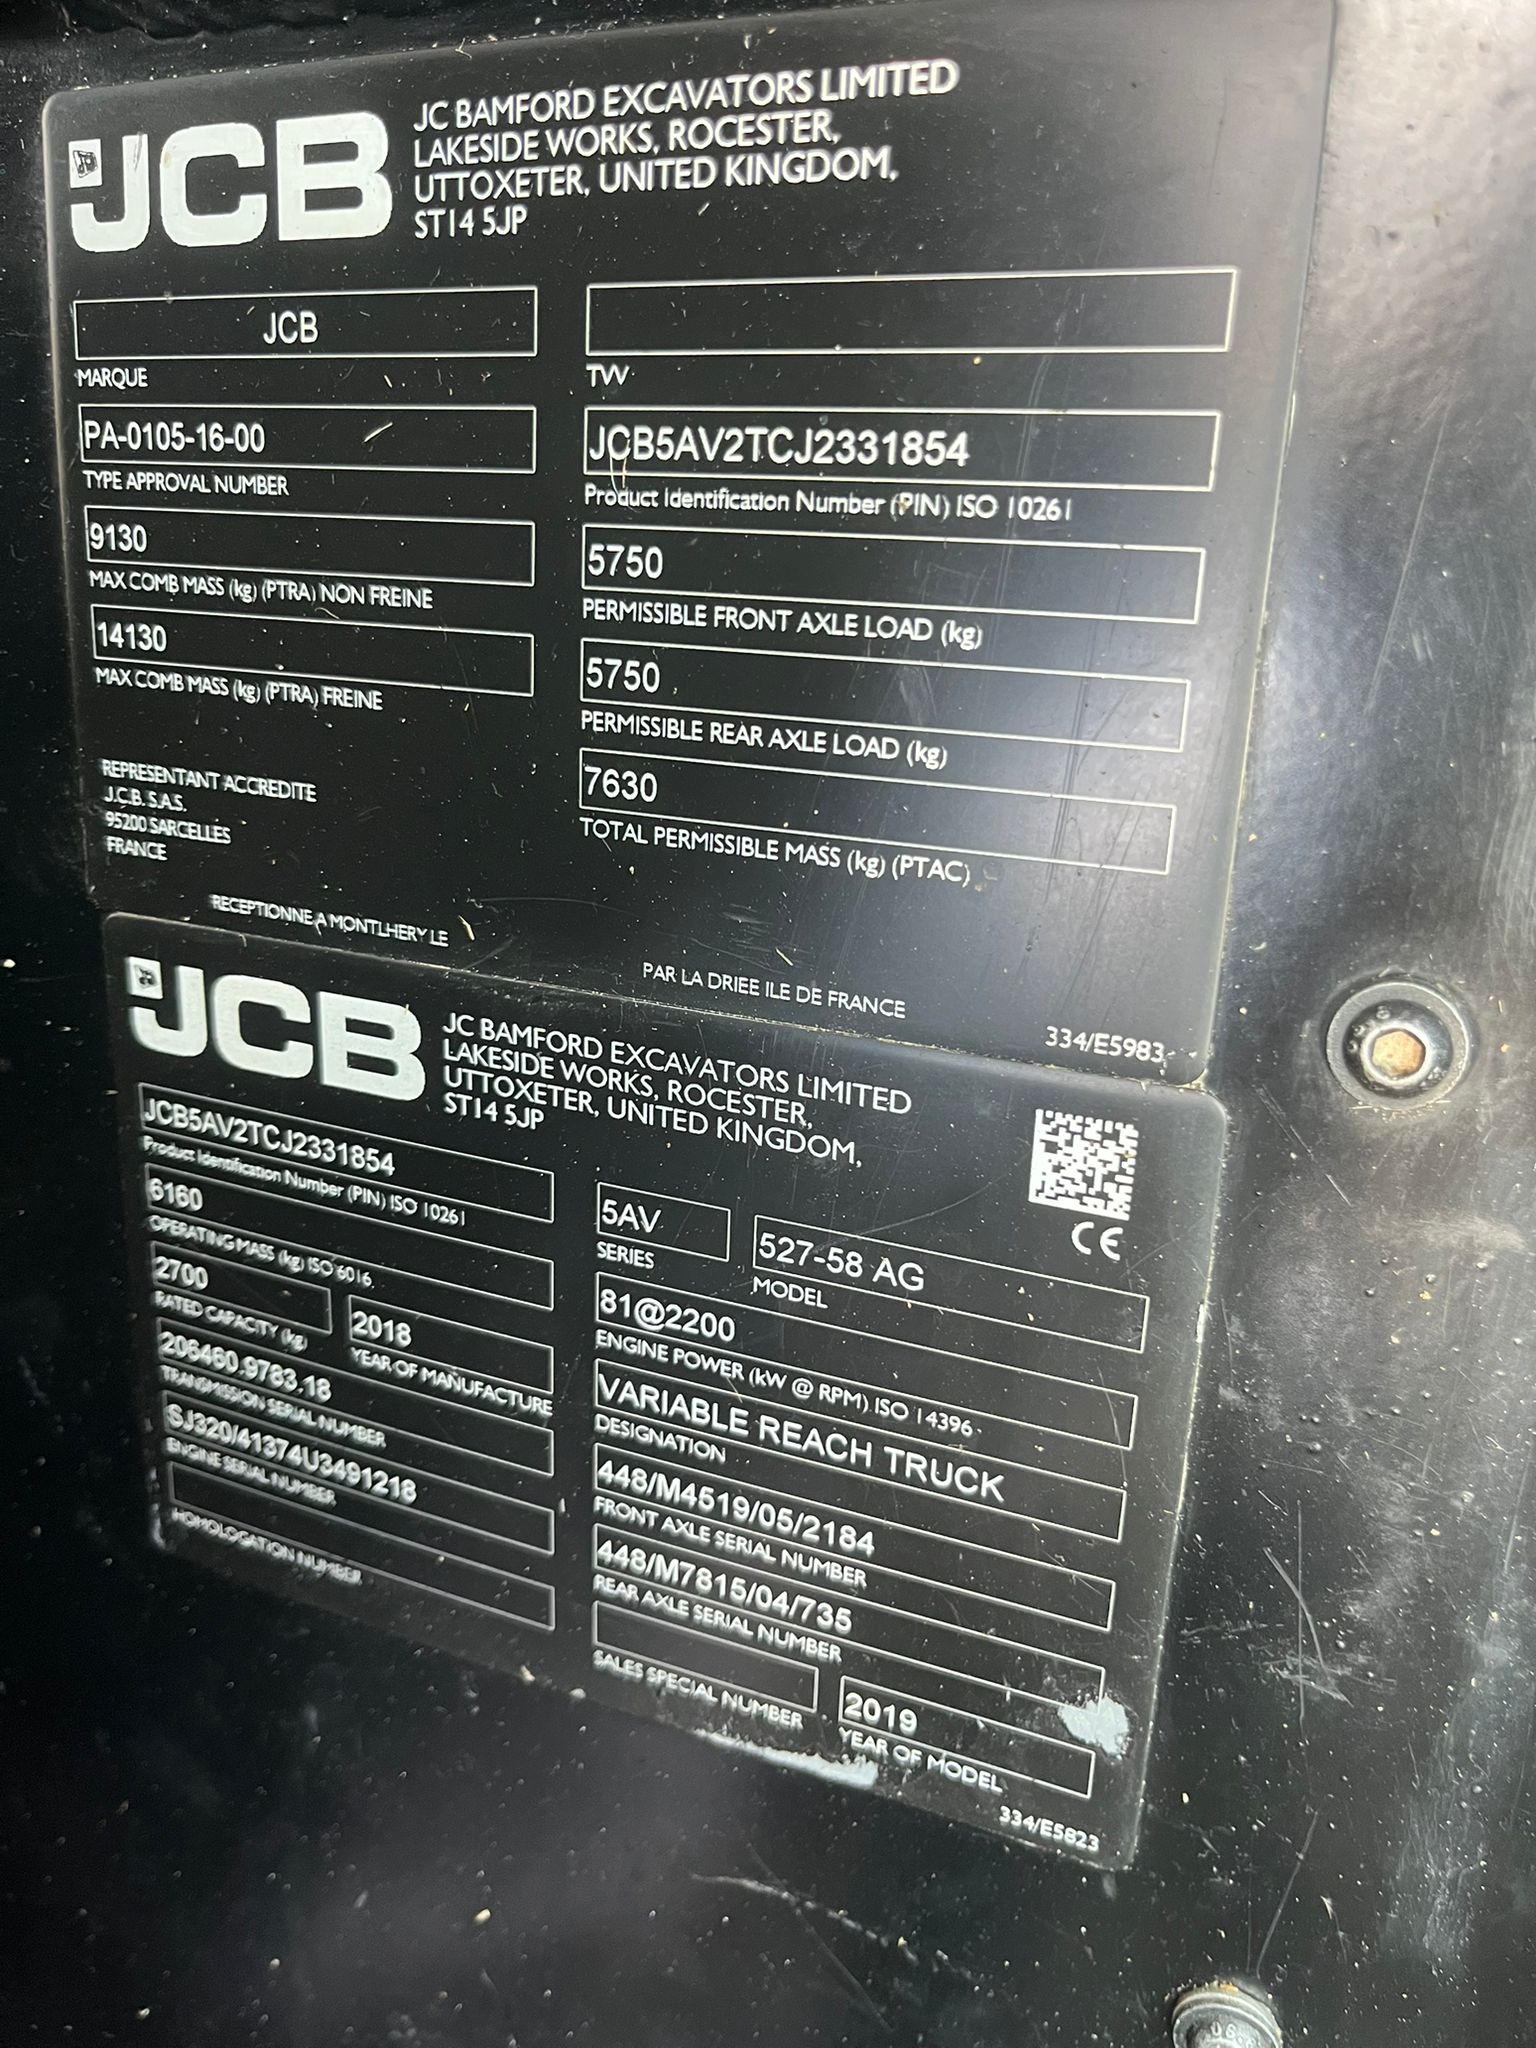 JCB
JC BAMFORD EXCAVATORS LIMITED
LAKESIDE WORKS, ROCESTER,
UTTOXETER, UNITED KINGDOM,
ST14 5JP
JCB
MARQUE
TW
PA-0105-16-00
TYPE APPROVAL NUMBER
JCB5AV2TCJ2331854
Product Identification Number (PIN) ISO 10261
9130
MAX COMB MASS (kg) (PTRA) NON FREINE
5750
PERMISSIBLE FRONT AXLE LOAD (kg)
14130
MAX COMB MASS (kg) (PTRA) FREINE
5750
PERMISSIBLE REAR AXLE LOAD (kg)
7630
TOTAL PERMISSIBLE MASS (kg) (PTAC)
REPRESENTANT ACCREDITE
J.C.B. S.A.S.
95200 SARCELLES
FRANCE
RECEPTIONNE A MONTLHERY LE
PAR LA DRIEE ILE DE FRANCE
334/E5983
JCB
JC BAMFORD EXCAVATORS LIMITED
LAKESIDE WORKS, ROCESTER,
UTTOXETER, UNITED KINGDOM,
ST14 5JP
CE
JCB5AV2TCJ2331854
Product Identification Number (PIN) ISO 10261
6160
OPERATING MASS (kg) ISO 6016
2700
RATED CAPACITY (kg)
2018
YEAR OF MANUFACTURE
206460.9783.18
TRANSMISSION SERIAL NUMBER
SJ320/41374U3491218
ENGINE SERIAL NUMBER
HOMOLOGATION NUMBER
5AV
SERIES
527-58 AG
MODEL
81@2200
ENGINE POWER (kW @ RPM) ISO 14396
VARIABLE REACH TRUCK
DESIGNATION
448/M4519/05/2184
FRONT AXLE SERIAL NUMBER
448/M7815/04/735
REAR AXLE SERIAL NUMBER
SALES SPECIAL NUMBER
2019
YEAR OF MODEL
334/E5823